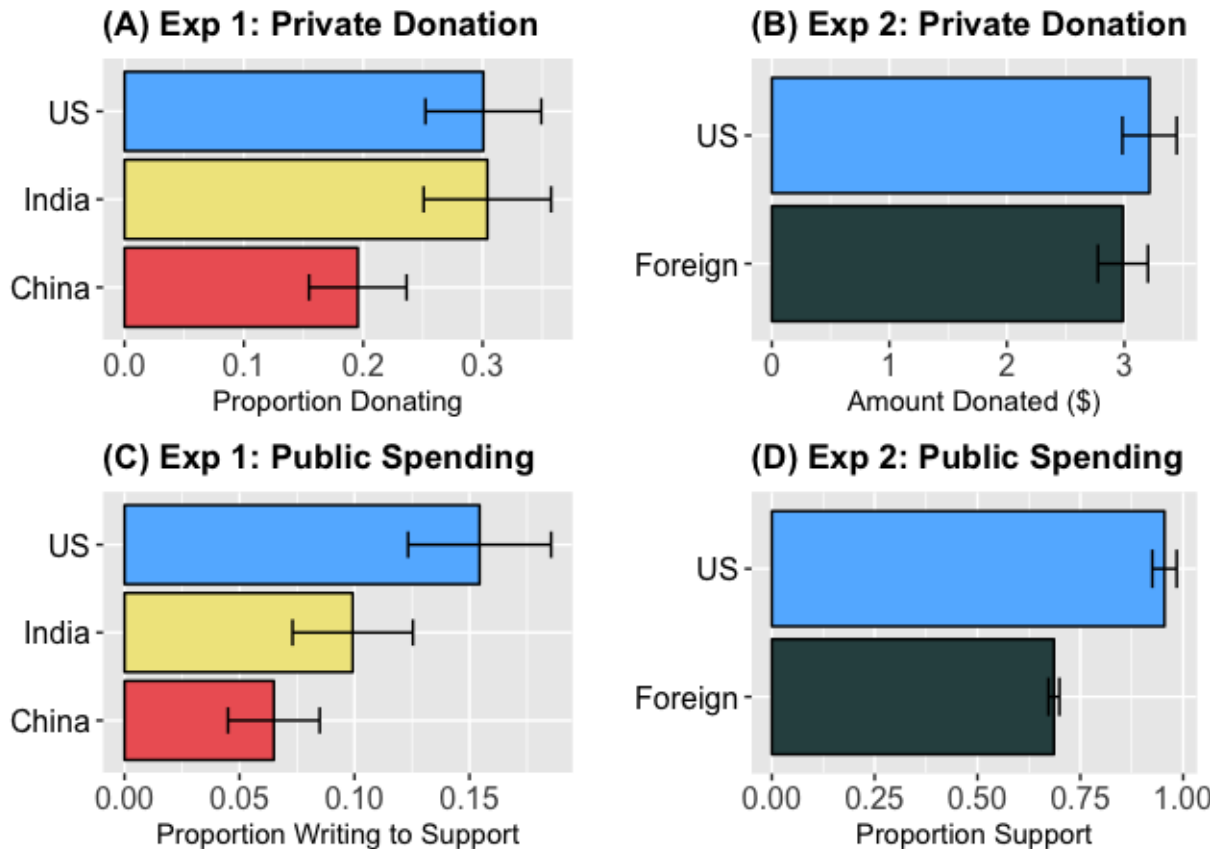 (A) Exp 1: Private Donation
US
India
China
0.0 0.1 0.2 0.3
Proportion Donating
(B) Exp 2: Private Donation
US
Foreign
0 1 2 3
Amount Donated ($)
(C) Exp 1: Public Spending
US
India
China
0.00 0.05 0.10 0.15
Proportion Writing to Support
(D) Exp 2: Public Spending
US
Foreign
0.00 0.25 0.50 0.75 1.00
Proportion Support